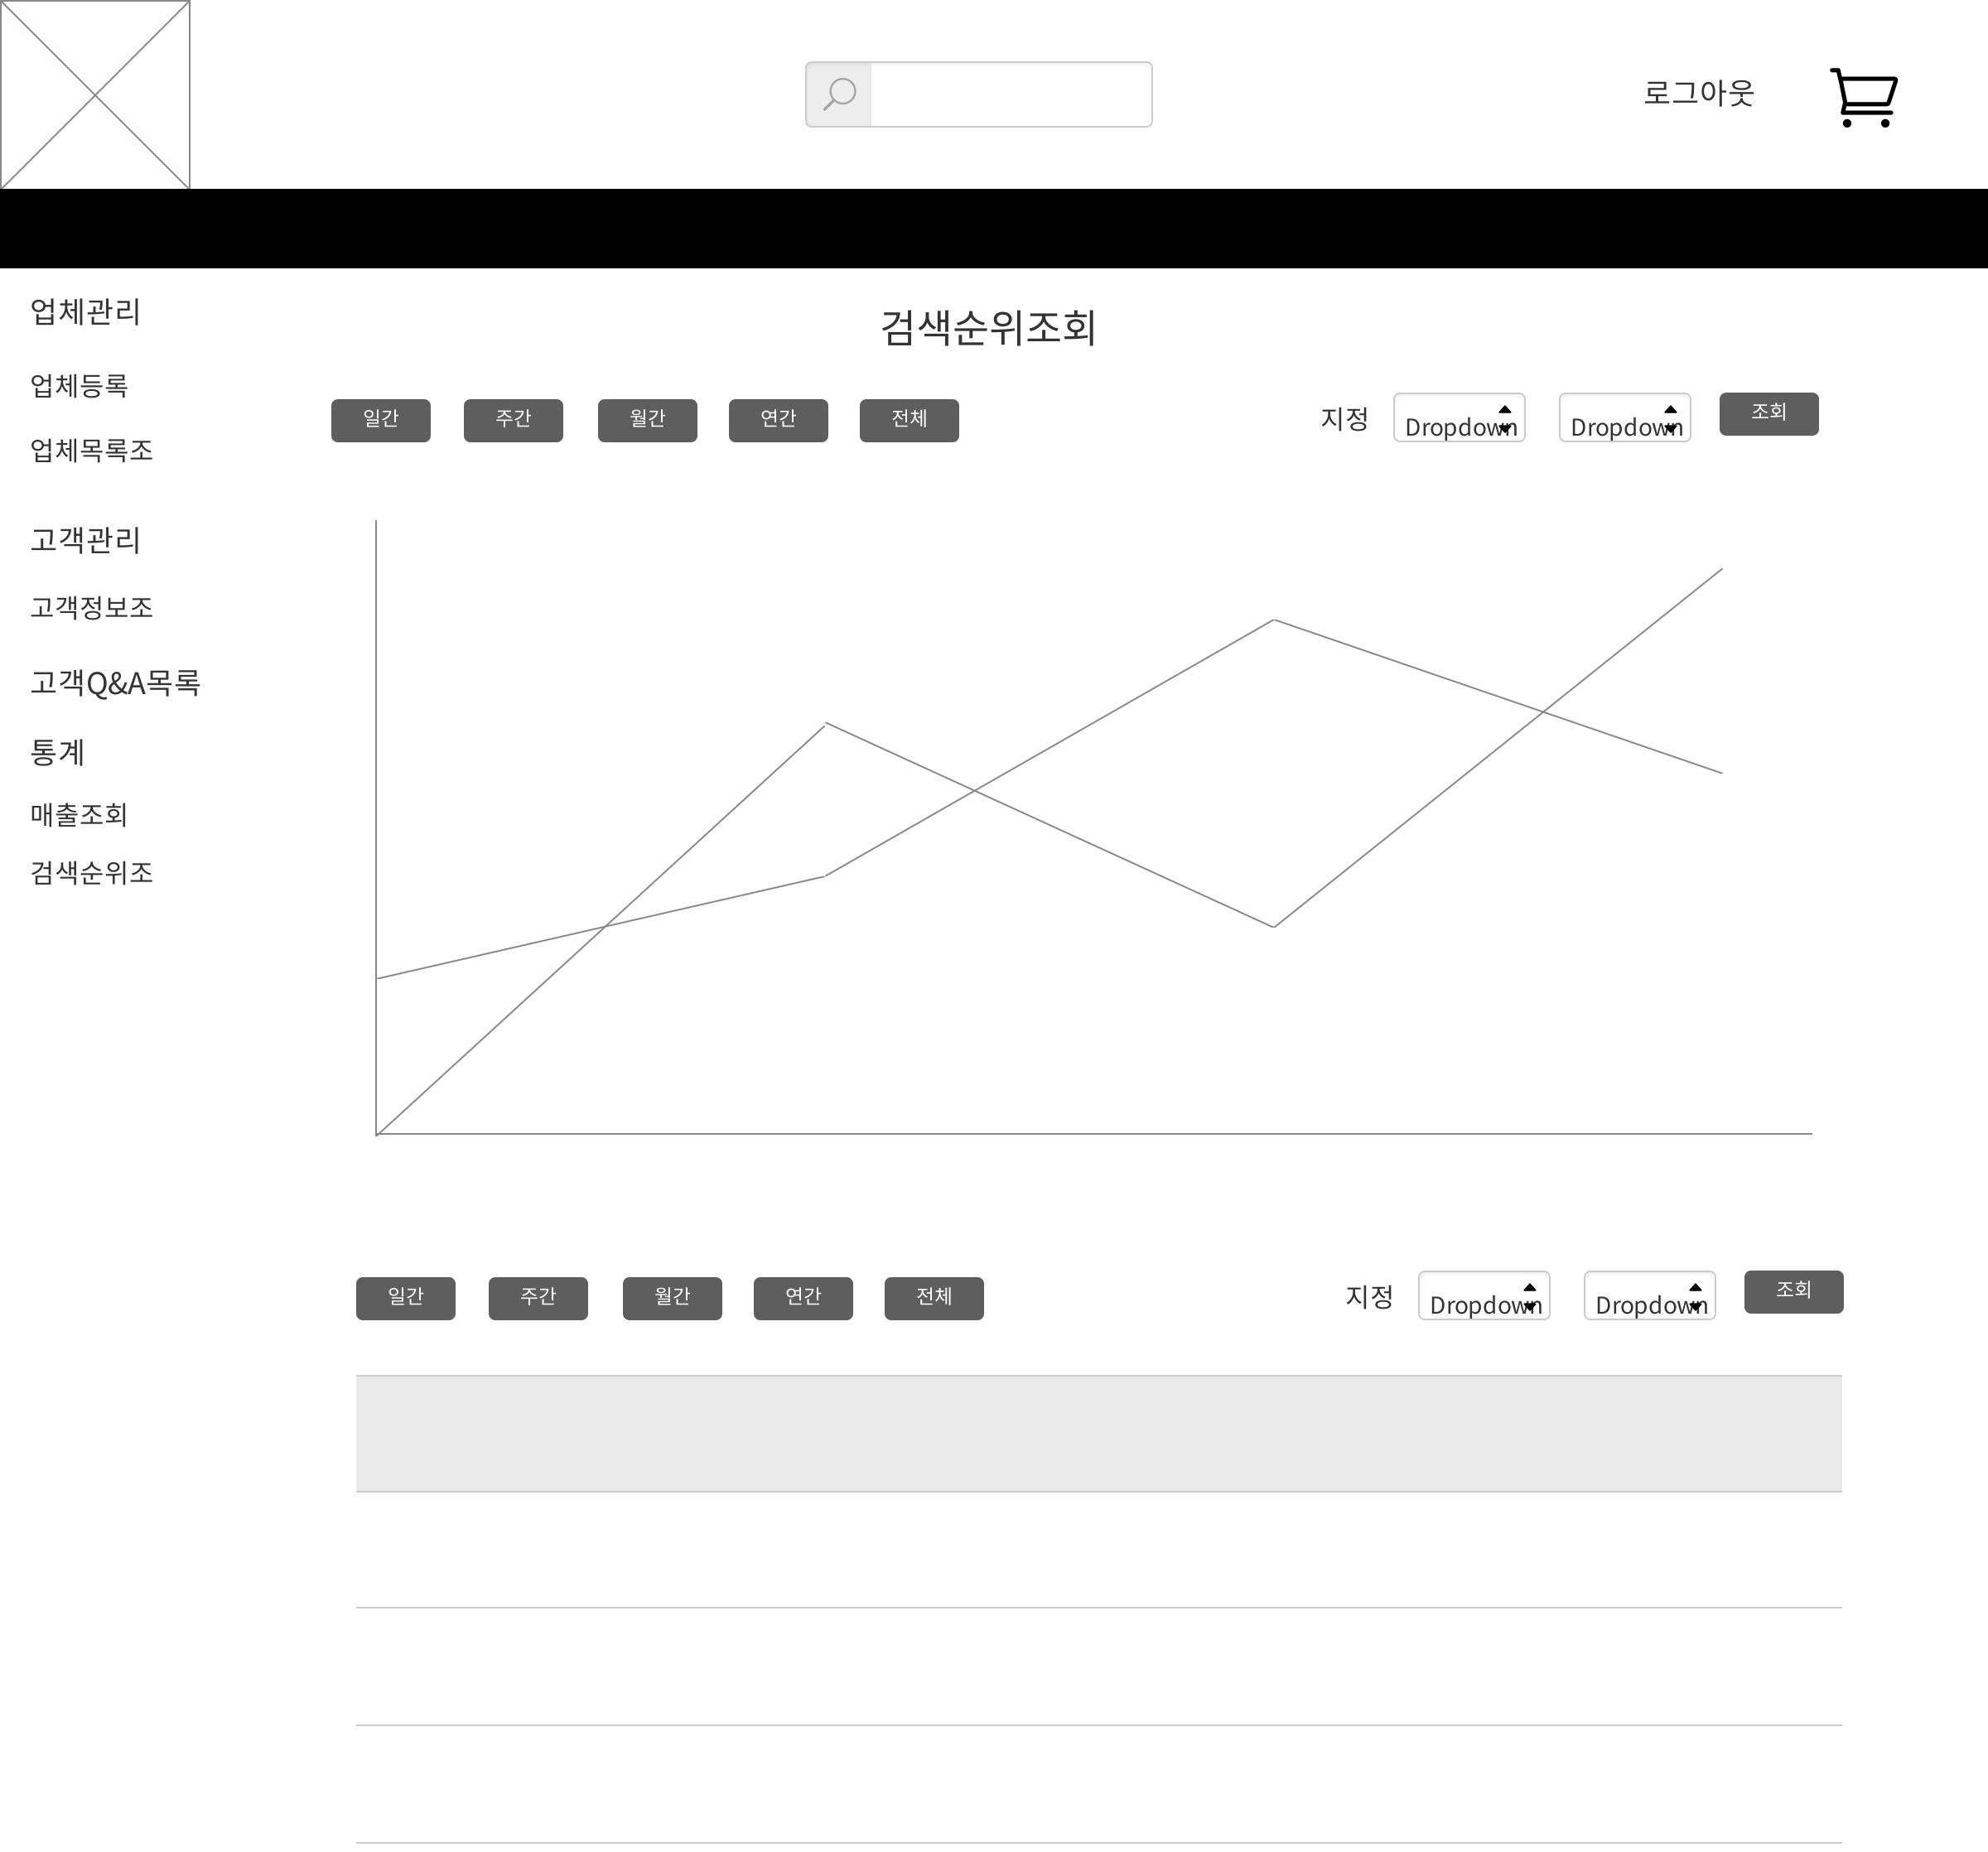 로그아웃
업체관리
검색순위조회
업체등록
일간 주간 월간 연간 전체 지정 Dropdown Dropdown 조회
업체목록조
고객관리
고객정보조
고객Q&A목록
통계
매출조회
검색순위조
일간 주간 월간 연간 전체 지정 Dropdown Dropdown 조회